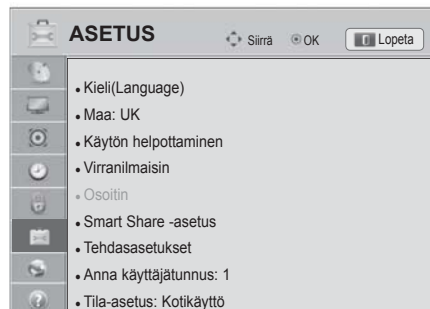 ASETUS
Siirrä OK Lopeta
• Kieli(Language)
• Maa: UK
• Käytön helpottaminen
• Virranilmaisin
• Osoitin
• Smart Share -asetus
• Tehdasasetukset
• Anna käyttäjätunnus: 1
• Tila-asetus: Kotikäyttö